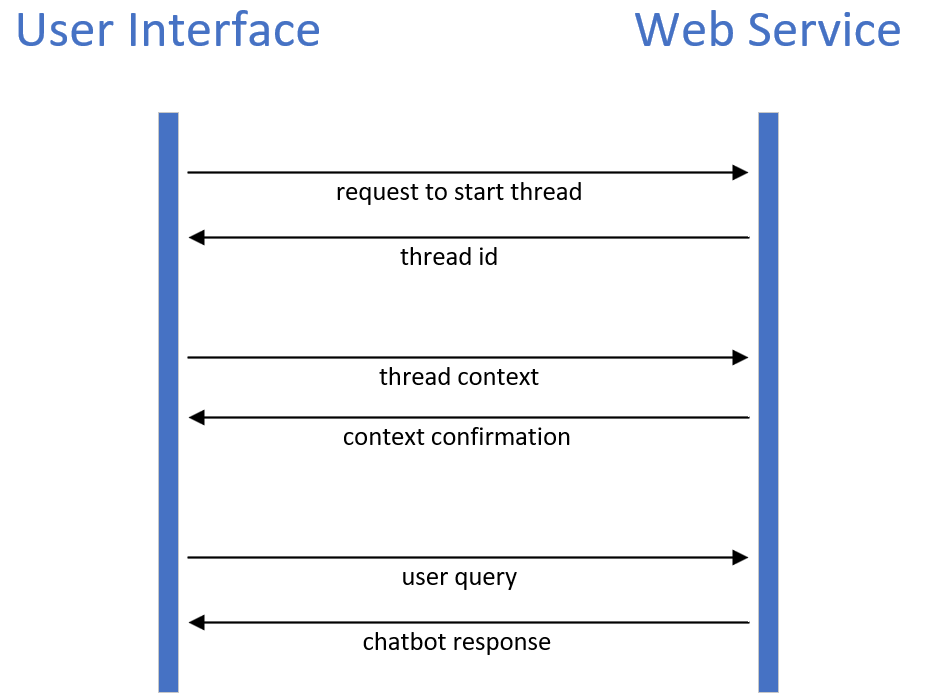 User Interface
Web Service
request to start thread
thread id
thread context
context confirmation
user query
chatbot response